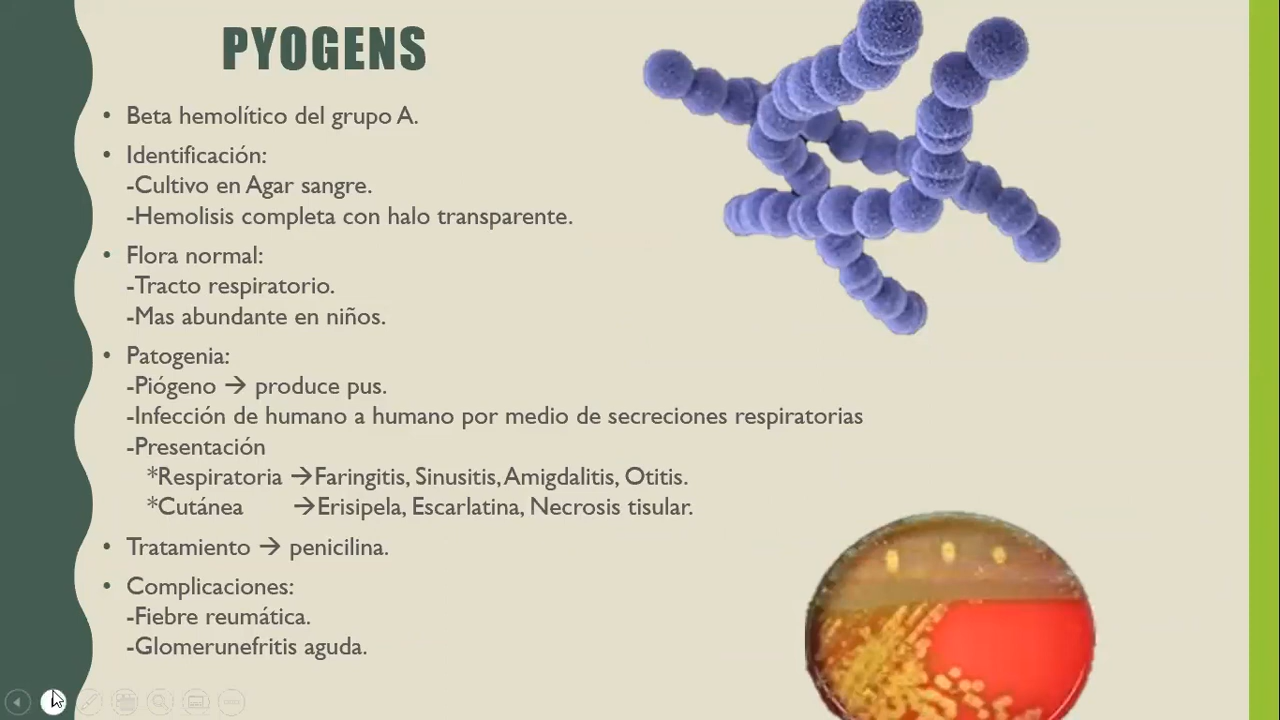 PYOGENS
• Beta hemolítico del grupo A.
• Identificación:
-Cultivo en Agar sangre.
-Hemolisis completa con halo transparente.
• Flora normal:
-Tracto respiratorio.
-Mas abundante en niños.
• Patogenia:
-Piógeno → produce pus.
-Infección de humano a humano por medio de secreciones respiratorias
-Presentación
*Respiratoria →Faringitis, Sinusitis, Amigdalitis, Otitis.
*Cutánea →Erisipela, Escarlatina, Necrosis tisular.
• Tratamiento → penicilina.
• Complicaciones:
-Fiebre reumática.
-Glomerunefritis aguda.